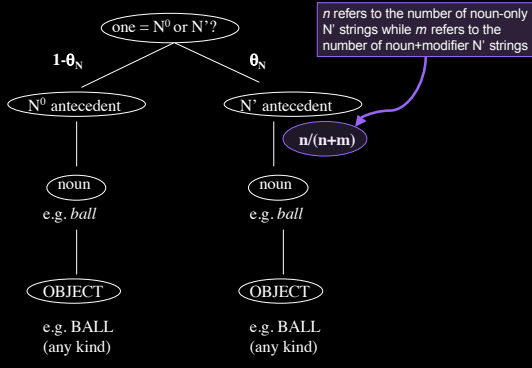 one = N⁰ or N’?
n refers to the number of noun-only
N’ strings while m refers to the
number of noun+modifier N’ strings
1-θN
θN
N⁰ antecedent
N’ antecedent
n/(n+m)
noun
noun
e.g. ball
e.g. ball
OBJECT
OBJECT
e.g. BALL
(any kind)
e.g. BALL
(any kind)